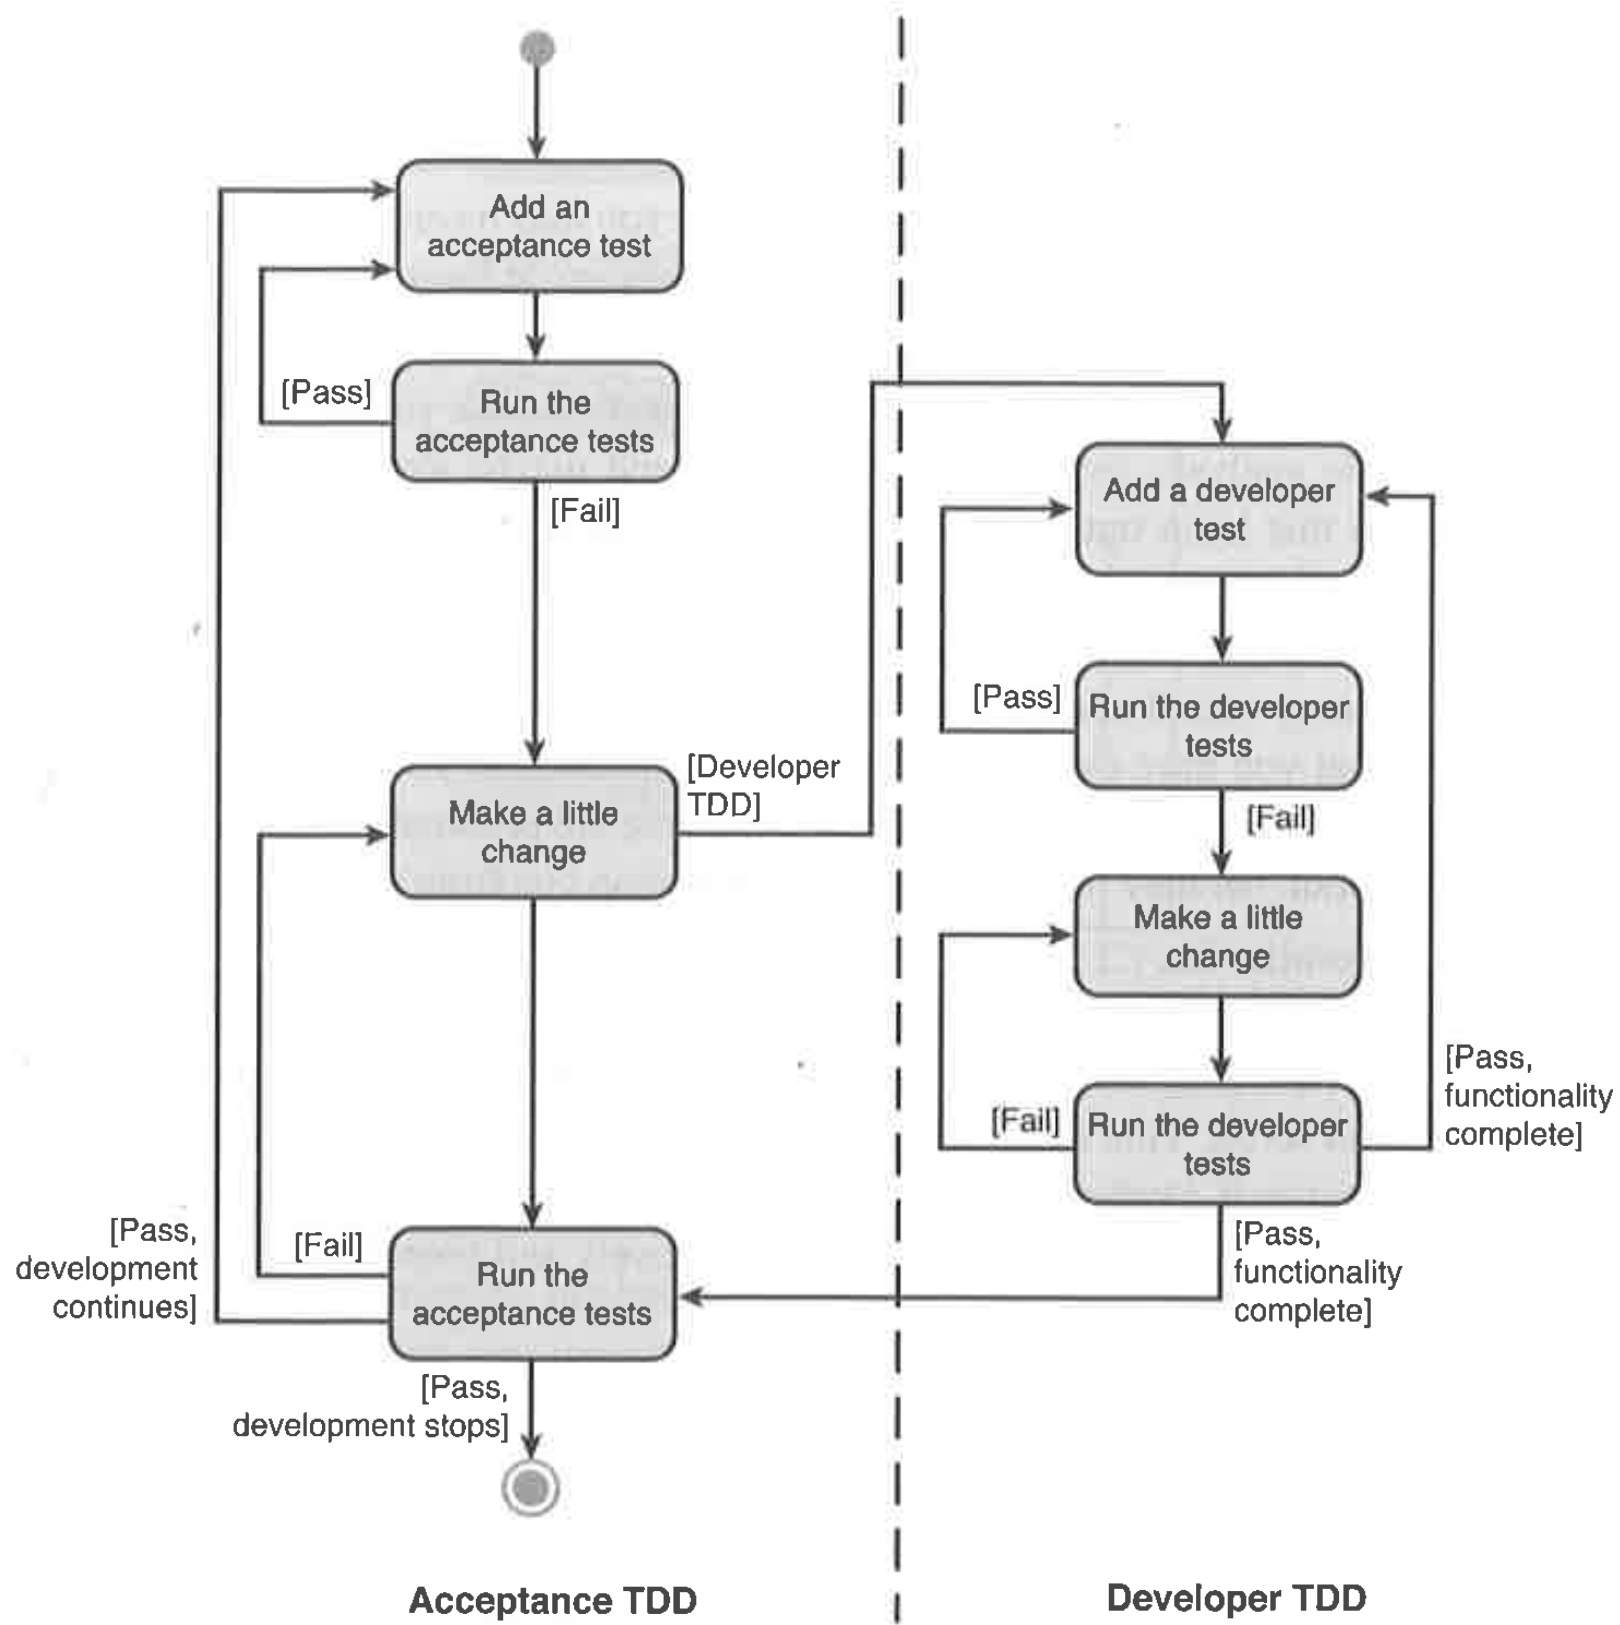 Add an
acceptance test
[Pass]
Run the
acceptance tests
[Fail]
Make a little
change
[Developer
TDD]
[Pass,
development
continues]
[Fail]
Run the
acceptance tests
[Pass,
development stops]
Acceptance TDD
Add a developer
test
[Pass]
Run the developer
tests
[Fail]
Make a little
change
[Fail]
Run the developer
tests
[Pass,
functionality
complete]
[Pass,
functionality
complete]
Developer TDD